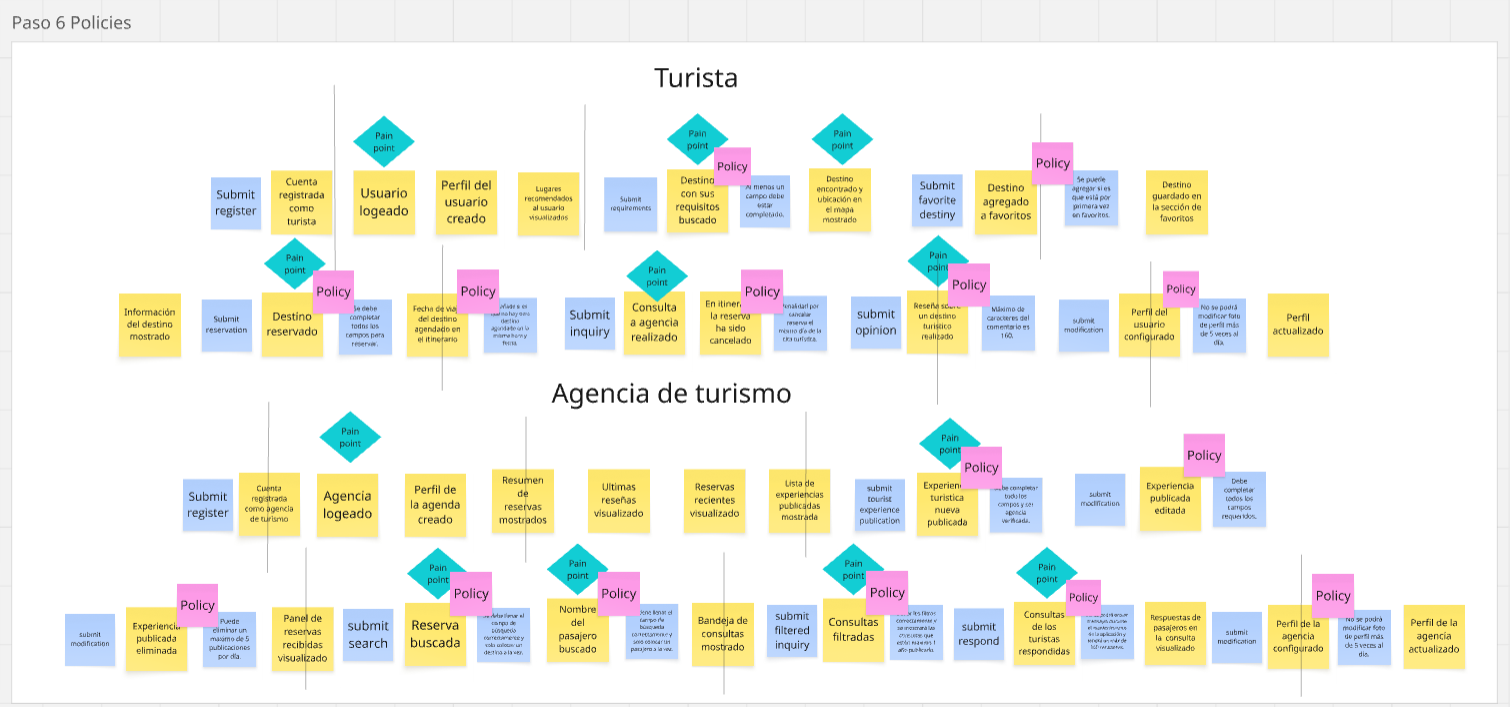 Paso 6 Policies
Turista
Pain
point
Pain
point
Pain
point
Policy
Policy
Submit
register
Cuenta
registrada
como
turista
Usuario
logeado
Perfil del
usuario
creado
Lugares
recomendados
al usuario
visualizados
Submit
requirements
Destino
con sus
requisitos
buscado
Al menos un
campo debe
estar
completado.
Destino
encontrado y
ubicación en
el mapa
mostrado
Submit
favorite
destiny
Destino
agregado
a favoritos
Se puede
agregar si es
que está por
primera vez
en favoritos.
Destino
guardado en
la sección de
favoritos
Pain
point
Policy
Policy
Pain
point
Policy
Pain
point
Policy
Policy
Información
del destino
mostrado
Submit
reservation
Destino
reservado
Se debe
completar
todos los
campos para
reservar.
Fecha de
del destino
agendado en
el itinerario
Submit
inquiry
Consulta
a agencia
realizado
En
la reserva
ha sido
cancelado
Penalidad por
cancelar
reserva el
mismo día de la
cita turística.
submit
opinion
Reseña
un destino
turístico
realizado
Máximo de
caracteres del
comentario es
160.
submit
modification
Perfil del
usuario
configurado
No se podrá
modificar foto
de perfil más
de 5 veces al
día.
Perfil
actualizado
Agencia de turismo
Pain
point
Pain
point
Policy
Policy
Submit
register
Cuenta
registrada
como agencia
de turismo
Agencia
logeado
Perfil de
la agenda
creado
Resumen
de
reservas
mostrados
Ultimas
reseñas
visualizado
Reservas
recientes
visualizado
Lista de
experiencias
publicadas
mostrada
submit
tourist
experience
publication
turistica
nueva
publicada
completar
todo los
campos y ser
agencia
verificada.
submit
modification
Experiencia
publicada
editada
Debe
completar
todos los
campos
requeridos.
Policy
Pain
point
Policy
Pain
point
Policy
Pain
point
Policy
Pain
point
Policy
Policy
submit
modification
Experiencia
publicada
eliminada
Puede
eliminar un
máximo de 5
publicaciones
por día.
Panel de
reservas
recibidas
visualizado
submit
search
Reserva
buscada
Nombre
del
pasajero
buscado
Bandeja de
consultas
mostrado
submit
filtered
inquiry
Consultas
filtradas
submit
respond
Consultas
de los
turistas
respondidas
Respuestas de
pasajeros en
la consulta
visualizado
submit
modification
Perfil de la
agencia
configurado
No se podrá
modificar foto
de perfil más
de 5 veces al
día.
Perfil de la
agencia
actualizado